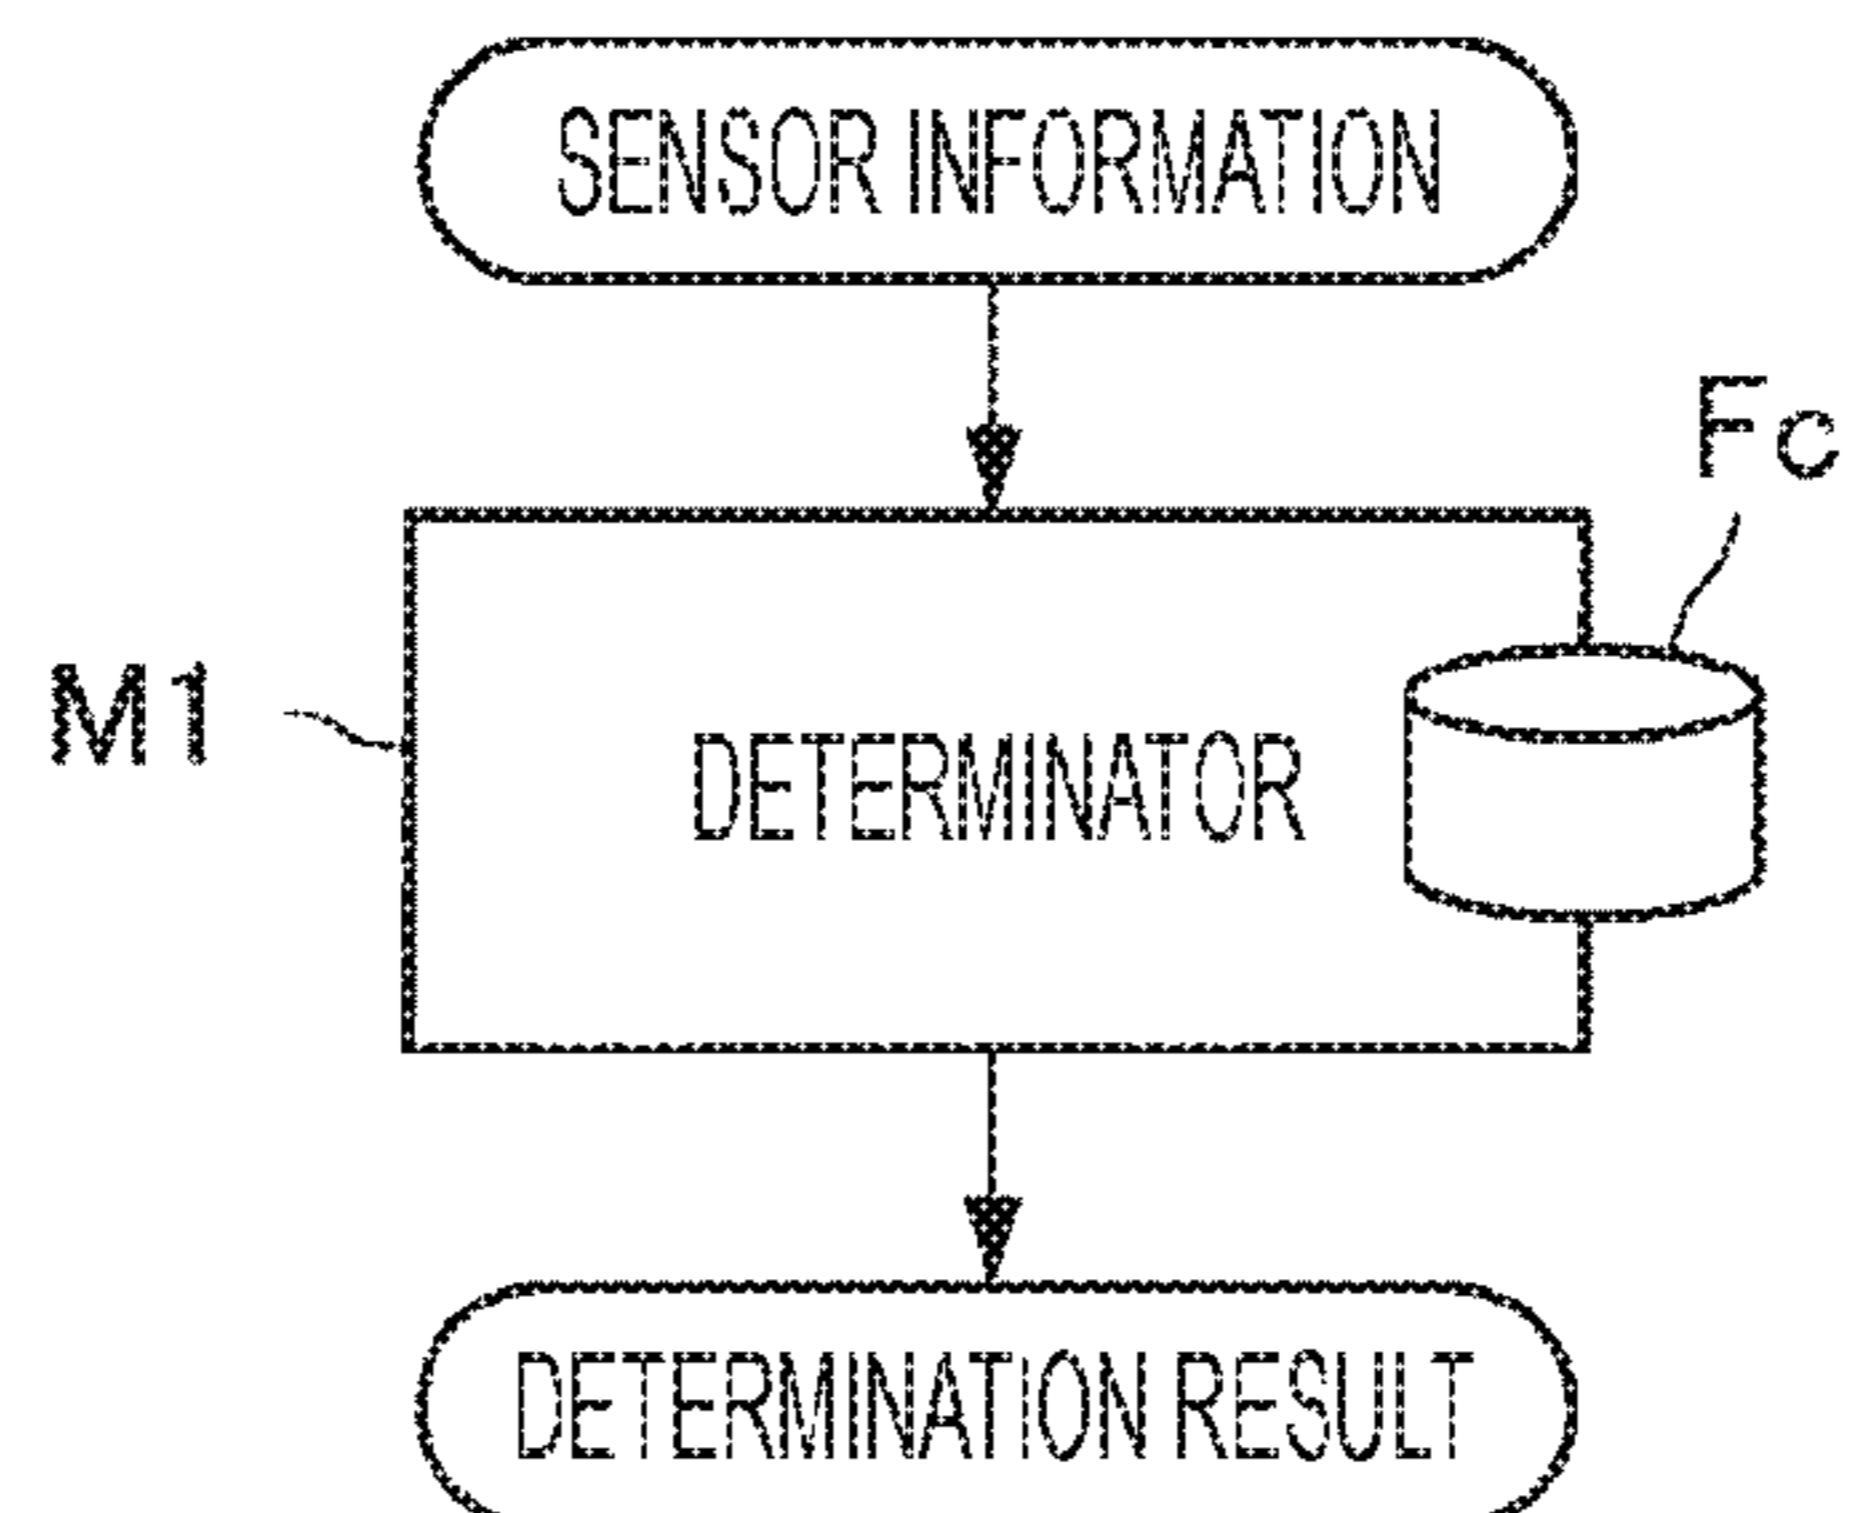 SENSOR INFORMATION
Fc
M1
DETERMINATOR
DETERMINATION RESULT